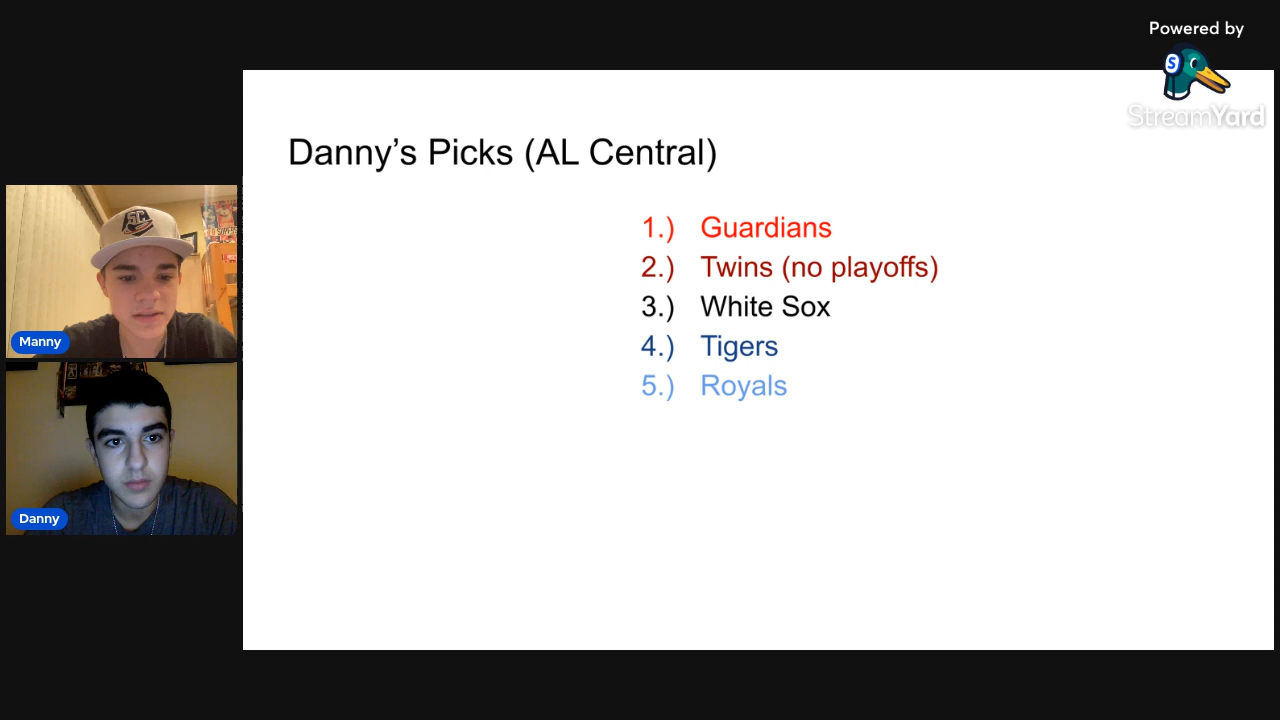 Powered by
S
StreamYard
Danny’s Picks (AL Central)
1.) Guardians
2.) Twins (no playoffs)
3.) White Sox
4.) Tigers
5.) Royals
SC
Manny
Danny